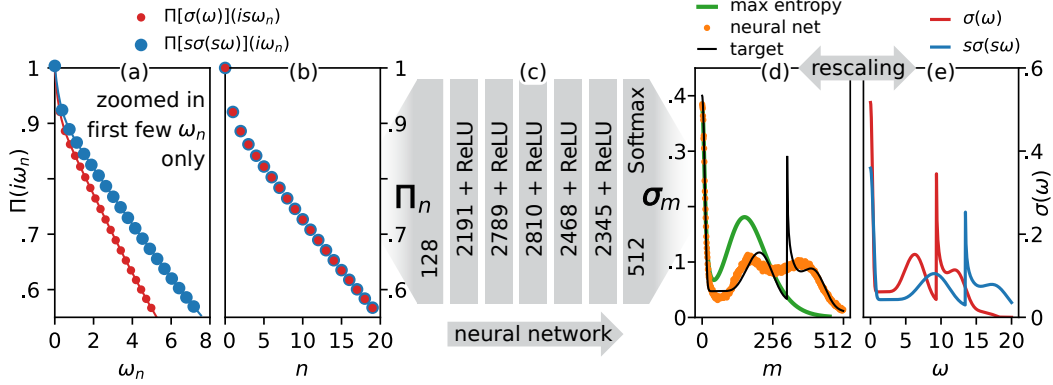 Π[σ(ω)](isω_n)
Π[sσ(sω)](iω_n)
max entropy
neural net
target
σ(ω)
sσ(sω)
(a)
(b)
(c)
(d)
rescaling
(e)
zoomed in
first few ω_n
only
Π(iω_n)
1
.9
.8
.7
.6
0 2 4 6 8
ω_n
1
.9
.8
.7
.6
0 5 10 15 20
n
Π_n
128
2191 + ReLU
2789 + ReLU
2810 + ReLU
2468 + ReLU
2345 + ReLU
512 Softmax
σ_m
neural network
.4
.3
.2
.1
0
0 256 512
m
.6
.4
.2
0
0 10 20
ω
σ(ω)